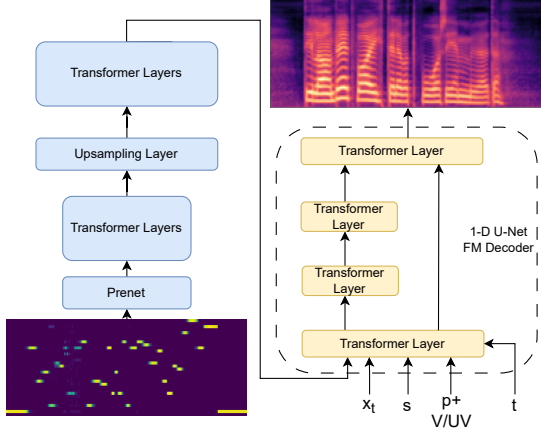 Transformer Layers
Upsampling Layer
Transformer Layers
Prenet
Transformer Layer
Transformer
Layer
Transformer
Layer
Transformer Layer
1-D U-Net
FM Decoder
xₜ
s
p+
V/UV
t